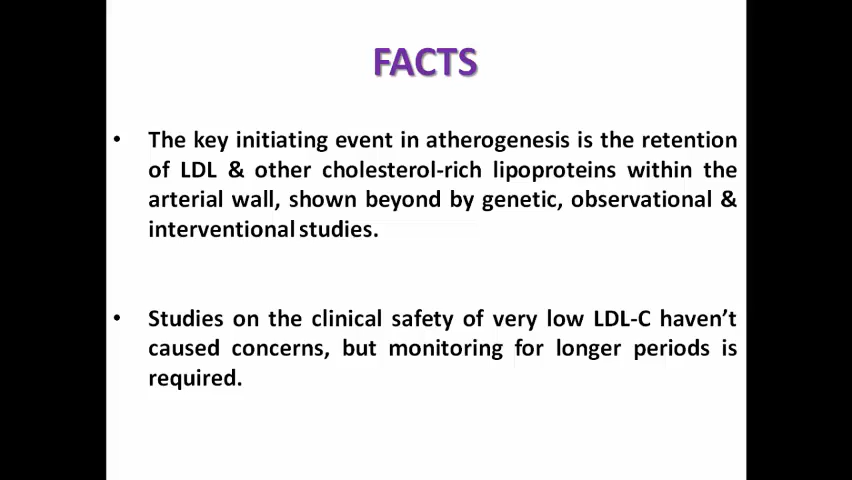 FACTS
• The key initiating event in atherogenesis is the retention
of LDL & other cholesterol-rich lipoproteins within the
arterial wall, shown beyond by genetic, observational &
interventional studies.
• Studies on the clinical safety of very low LDL-C haven't
caused concerns, but monitoring for longer periods is
required.